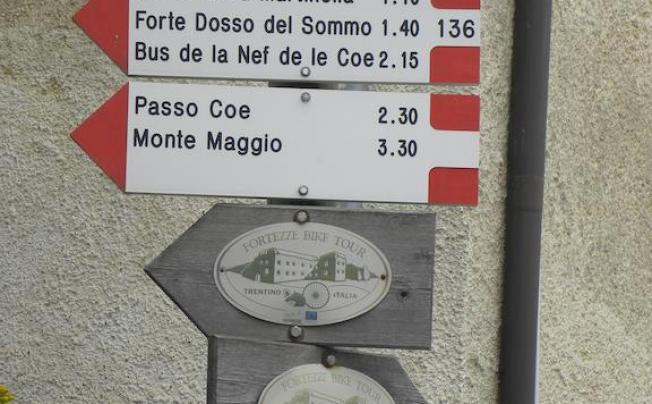 Forte Dosso del Sommo 1.40 136
Bus de la Nef de le Coe 2.15
Passo Coe 2.30
Monte Maggio 3.30
FORTEZZE BIKE TOUR
TRENTINO ITALIA
FORTEZZE BIKE TOUR